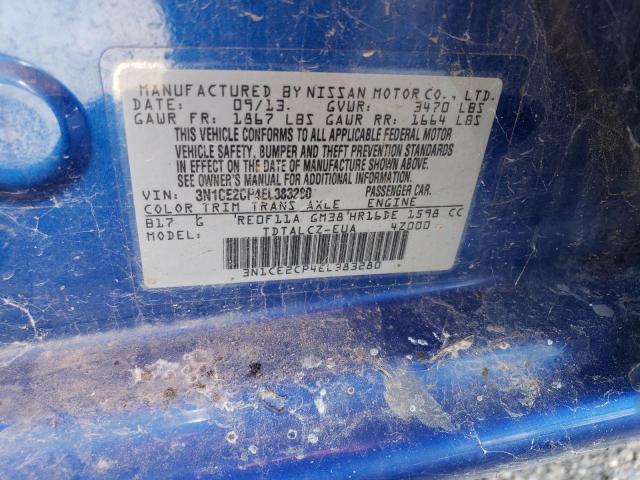 MANUFACTURED BY NISSAN MOTOR CO., LTD.
DATE: 09/13. GVWR: 3470 LBS
GAWR FR: 1867 LBS GAWR RR: 1664 LBS
THIS VEHICLE CONFORMS TO ALL APPLICABLE FEDERAL MOTOR
VEHICLE SAFETY, BUMPER AND THEFT PREVENTION STANDARDS
IN EFFECT ON THE DATE OF MANUFACTURE SHOWN ABOVE.
SEE OWNER'S MANUAL FOR ADDITIONAL INFORMATION.
VIN: 3N1CE2CP4EL383280 PASSENGER CAR.
COLOR TRIM TRANS AXLE ENGINE
B17 G RE0F11A GM38 HR16DE 1598 CC
MODEL: TDTALCZ-EUA 4Z000
3N1CE2CP4EL383280